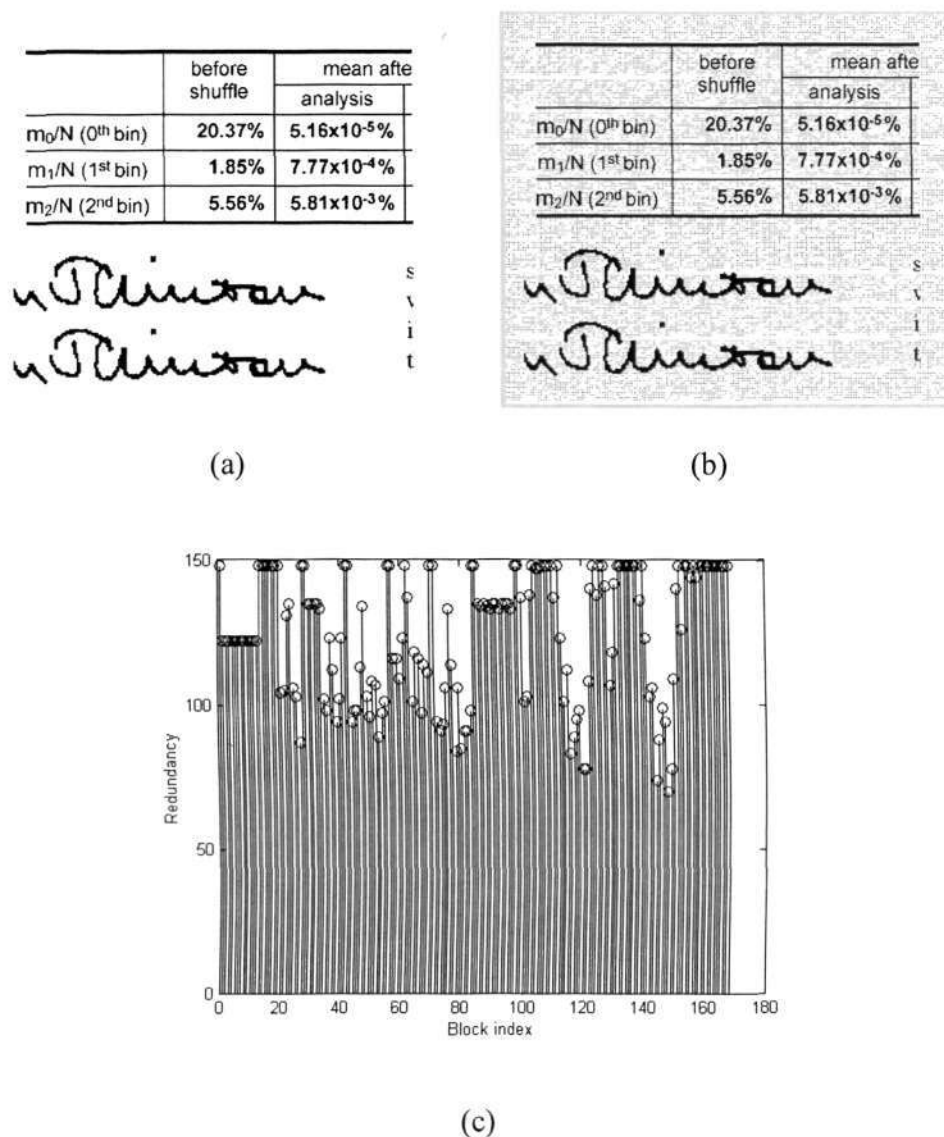 before mean afte
shuffle
analysis
m₀/N (0ᵗʰ bin) 20.37% 5.16x10⁻⁵%
m₁/N (1ˢᵗ bin) 1.85% 7.77x10⁻⁴%
m₂/N (2ⁿᵈ bin) 5.56% 5.81x10⁻³%
s
v
i
t
(a)
before mean afte
shuffle
analysis
m₀/N (0ᵗʰ bin) 20.37% 5.16x10⁻⁵%
m₁/N (1ˢᵗ bin) 1.85% 7.77x10⁻⁴%
m₂/N (2ⁿᵈ bin) 5.56% 5.81x10⁻³%
s
i
t
(b)
150
100
50
0
Redundancy
0 20 40 60 80 100 120 140 160 180
Block index
(c)